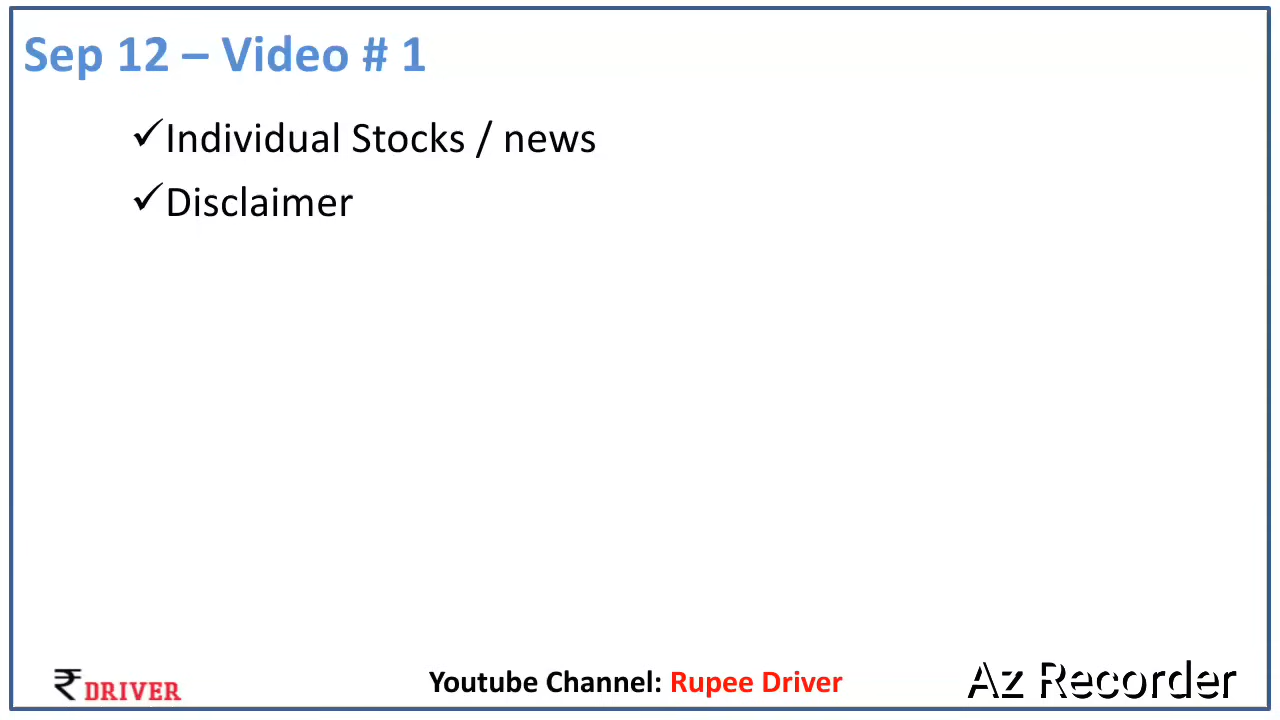 Sep 12 – Video # 1
✓Individual Stocks / news
✓Disclaimer
₹ DRIVER
Youtube Channel: Rupee Driver
Az Recorder